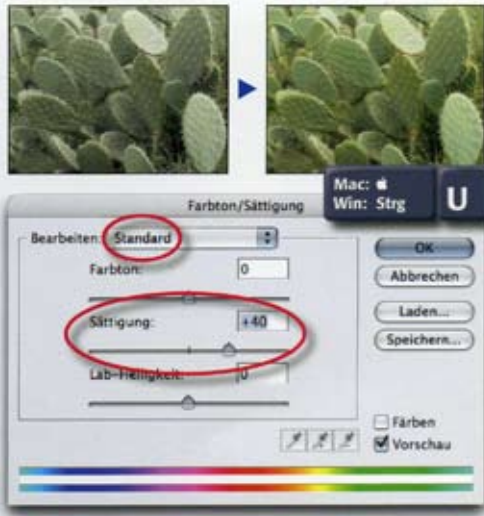 Mac: 
Win: Strg
U
Farbton/Sättigung
Bearbeiten: Standard
Farbton: 0
Sättigung: +40
Lab-Helligkeit: 0
OK
Abbrechen
Laden...
Speichern...
Färben
Vorschau